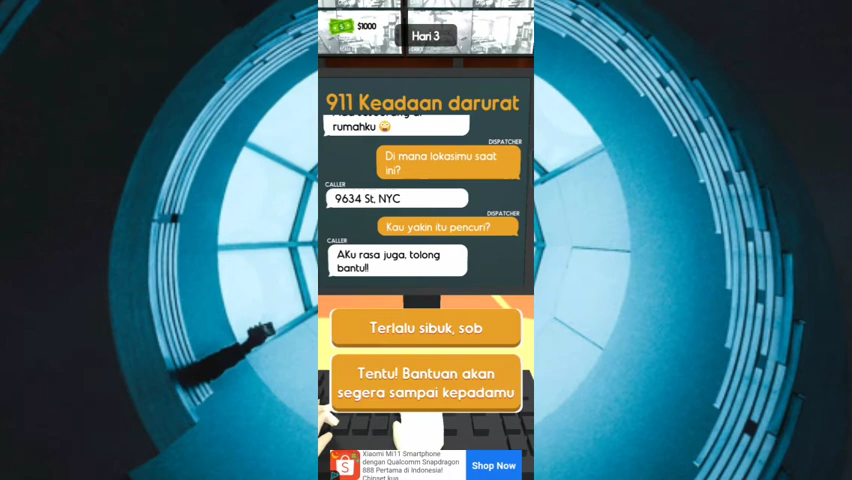 $1000
Hari 3
911 Keadaan darurat
rumahku
DISPATCHER
Di mana lokasimu saat
ini?
CALLER
9634 St, NYC
DISPATCHER
Kau yakin itu pencuri?
CALLER
AKu rasa juga, tolong
bantu!!
Terlalu sibuk, sob
Tentu! Bantuan akan
segera sampai kepadamu
Xiaomi MI11 Smartphone
dengan Qualcomm Snapdragon
888 Pertama di Indonesia!
Chipset kua
Shop Now